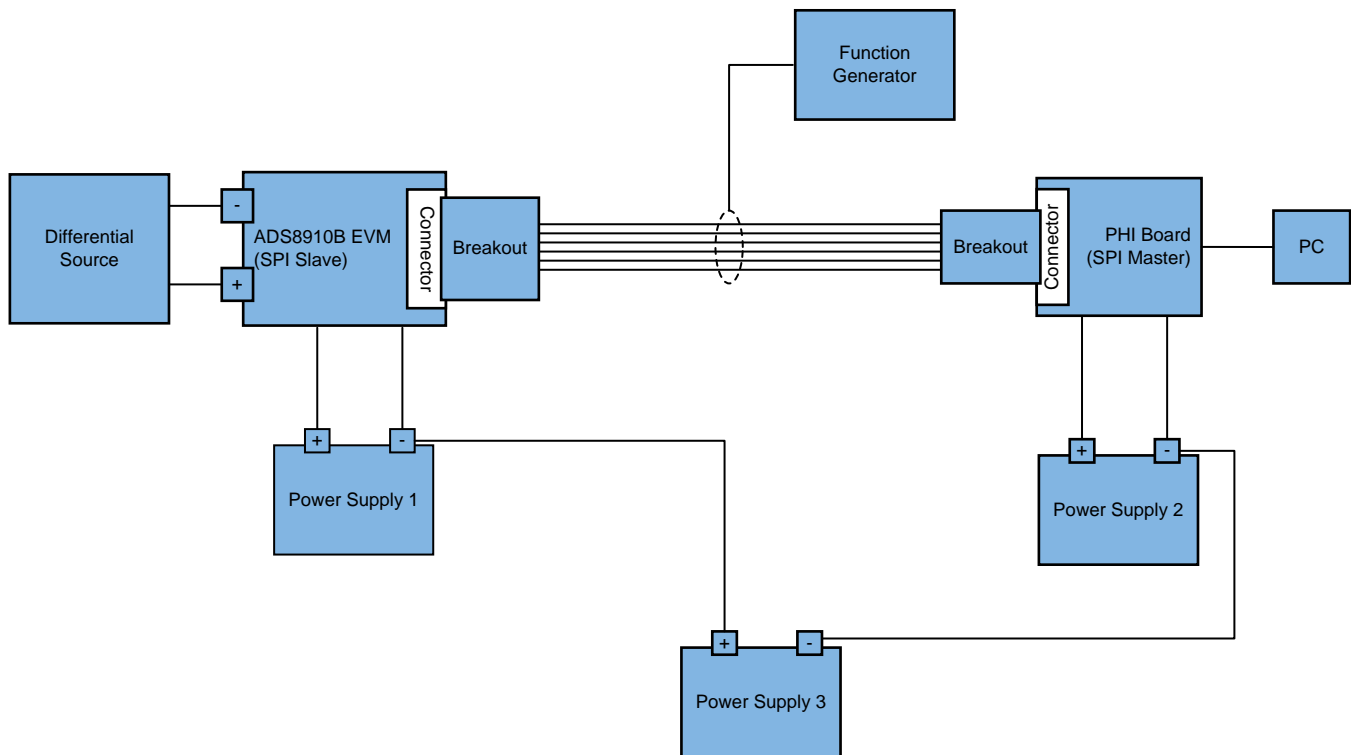 Function
Generator
Differential
Source
-
+
ADS8910B EVM
(SPI Slave)
Connector
Breakout
Breakout
Connector
PHI Board
(SPI Master)
PC
+
-
Power Supply 1
+
-
Power Supply 2
+
-
Power Supply 3